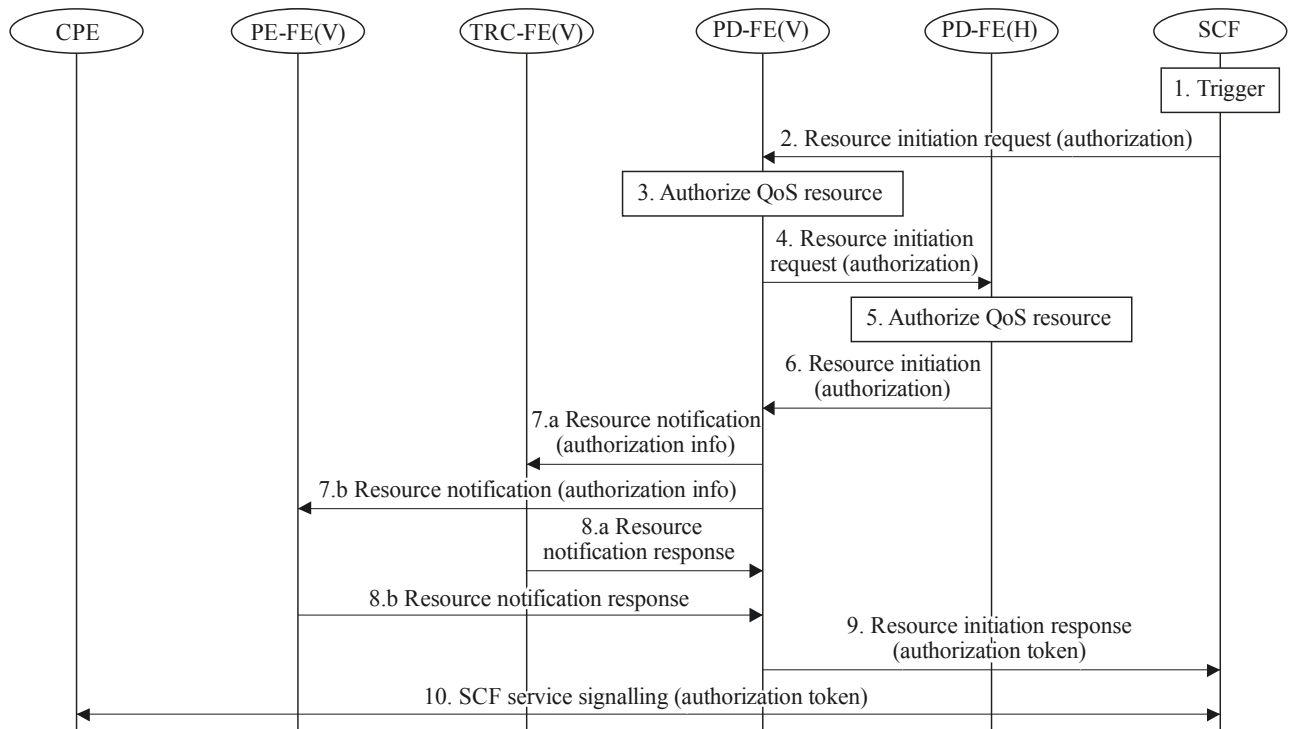 CPE
PE-FE(V)
TRC-FE(V)
PD-FE(V)
PD-FE(H)
SCF
1. Trigger
2. Resource initiation request (authorization)
3. Authorize QoS resource
4. Resource initiation
request (authorization)
5. Authorize QoS resource
6. Resource initiation
(authorization)
7.a Resource notification
(authorization info)
7.b Resource notification (authorization info)
8.a Resource
notification response
8.b Resource notification response
9. Resource initiation response
(authorization token)
10. SCF service signalling (authorization token)